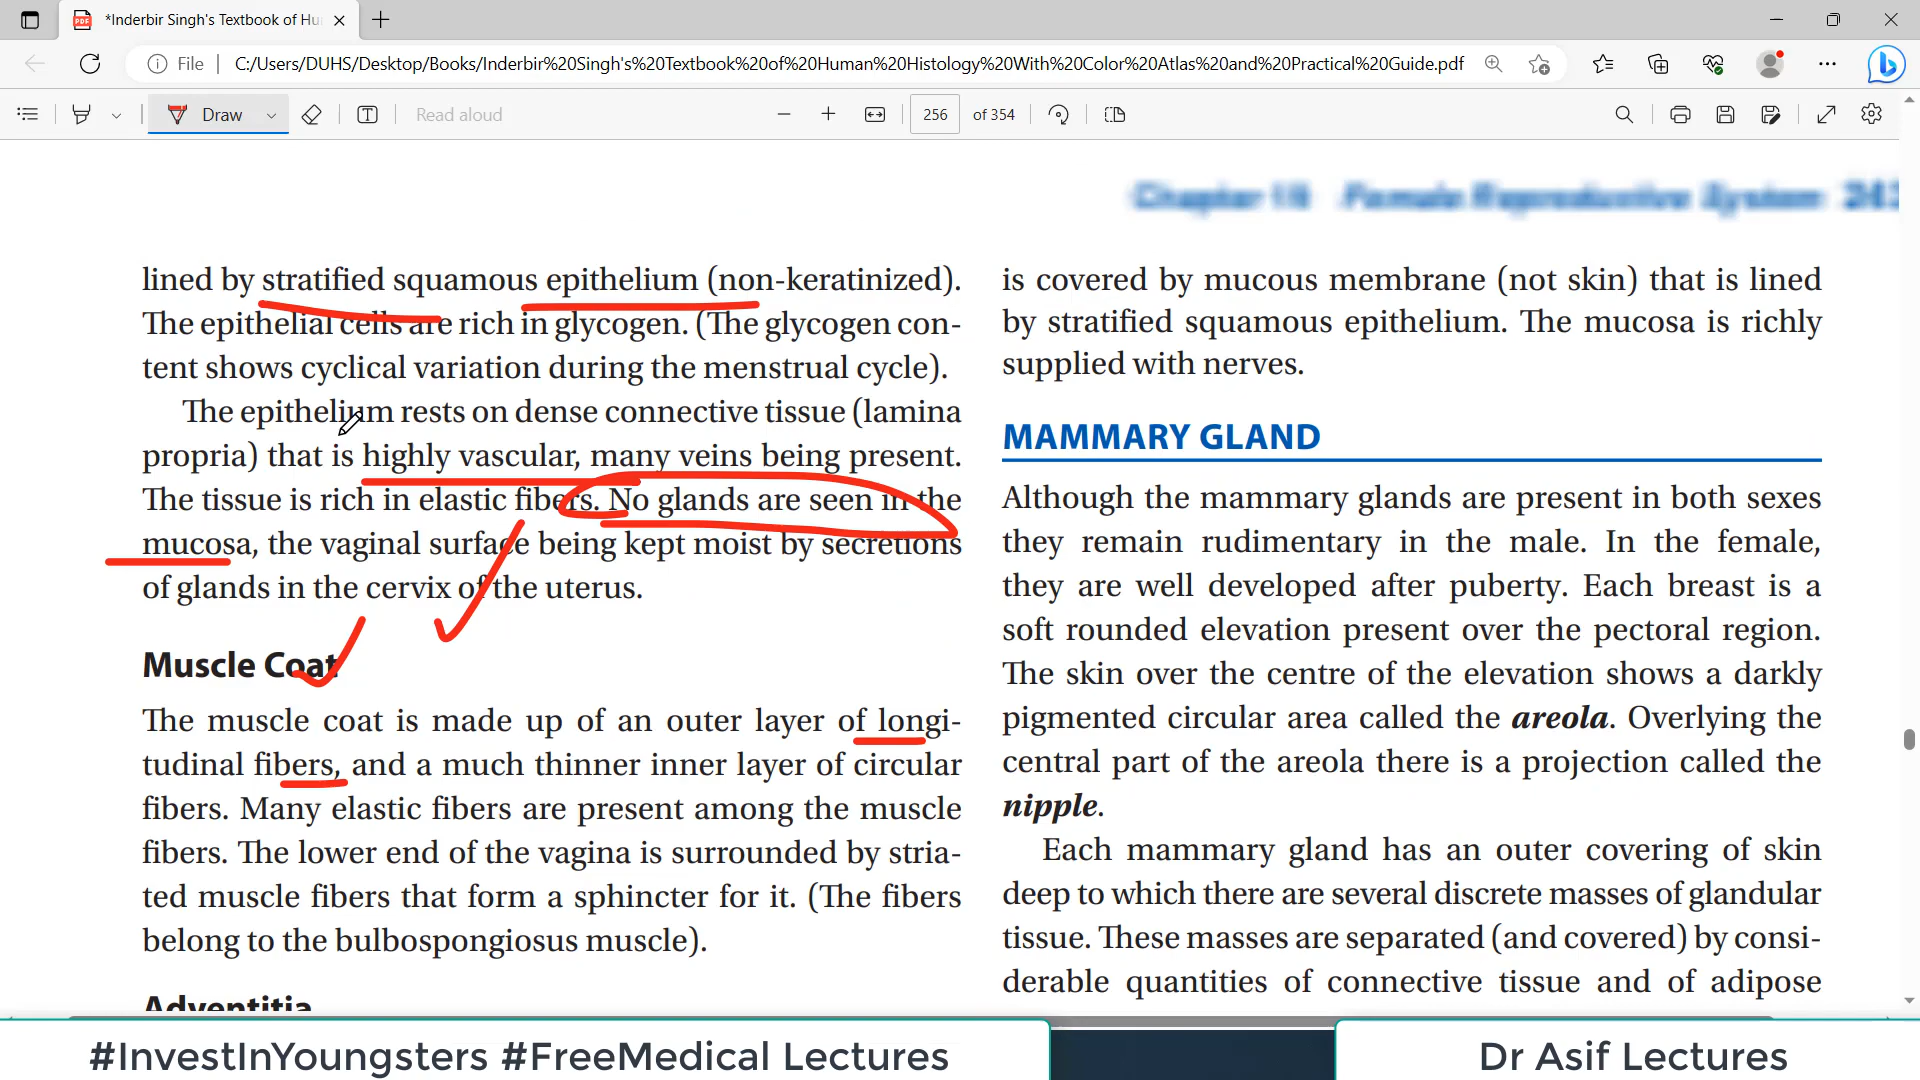 *Inderbir Singh's Textbook of Hu
File
C:/Users/DUHS/Desktop/Books/Inderbir%20Singh's%20Textbook%20of%20Human%20Histology%20With%20Color%20Atlas%20and%20Practical%20Guide.pdf
Draw
Read aloud
256 of 354
Chapter Female Reproductive System
lined by stratified squamous epithelium (non-keratinized).
The epithelial cells are rich in glycogen. (The glycogen con-
tent shows cyclical variation during the menstrual cycle).
The epithelium rests on dense connective tissue (lamina
propria) that is highly vascular, many veins being present.
The tissue is rich in elastic fibers. No glands are seen in the
mucosa, the vaginal surface being kept moist by secretions
of glands in the cervix of the uterus.
Muscle Coat
The muscle coat is made up of an outer layer of longi-
tudinal fibers, and a much thinner inner layer of circular
fibers. Many elastic fibers are present among the muscle
fibers. The lower end of the vagina is surrounded by stria-
ted muscle fibers that form a sphincter for it. (The fibers
belong to the bulbospongiosus muscle).
Adventitia
is covered by mucous membrane (not skin) that is lined
by stratified squamous epithelium. The mucosa is richly
supplied with nerves.
MAMMARY GLAND
Although the mammary glands are present in both sexes
they remain rudimentary in the male. In the female,
they are well developed after puberty. Each breast is a
soft rounded elevation present over the pectoral region.
The skin over the centre of the elevation shows a darkly
pigmented circular area called the areola. Overlying the
central part of the areola there is a projection called the
nipple.
Each mammary gland has an outer covering of skin
deep to which there are several discrete masses of glandular
tissue. These masses are separated (and covered) by consi-
derable quantities of connective tissue and of adipose
#InvestInYoungsters #FreeMedical Lectures
Dr Asif Lectures